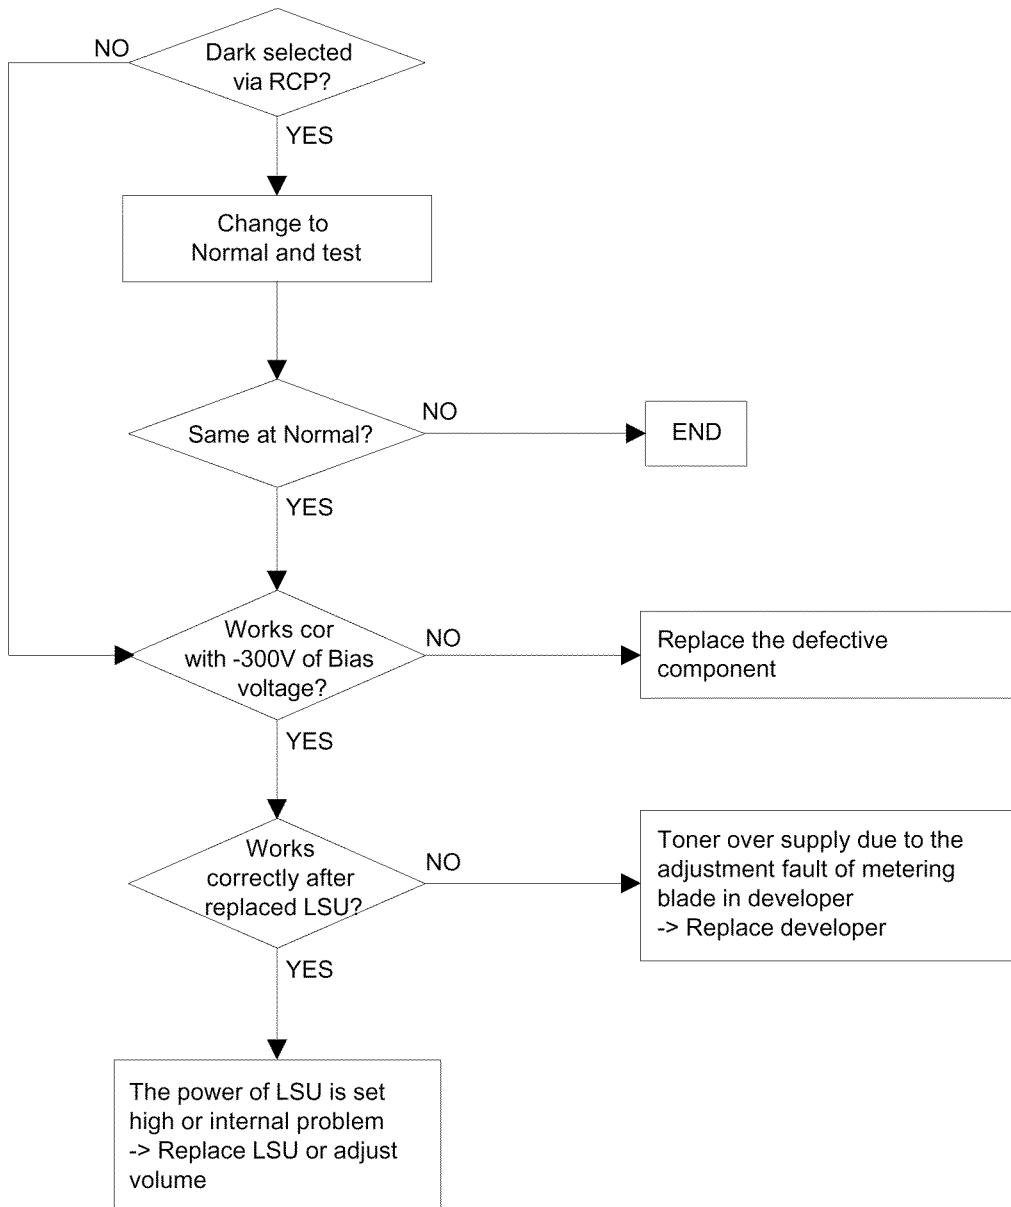 NO
Dark selected
via RCP?
YES
Change to
Normal and test
Same at Normal?
NO
END
YES
Works cor
with -300V of Bias
voltage?
NO
Replace the defective
component
YES
Works
correctly after
replaced LSU?
NO
Toner over supply due to the
adjustment fault of metering
blade in developer
-> Replace developer
YES
The power of LSU is set
high or internal problem
-> Replace LSU or adjust
volume